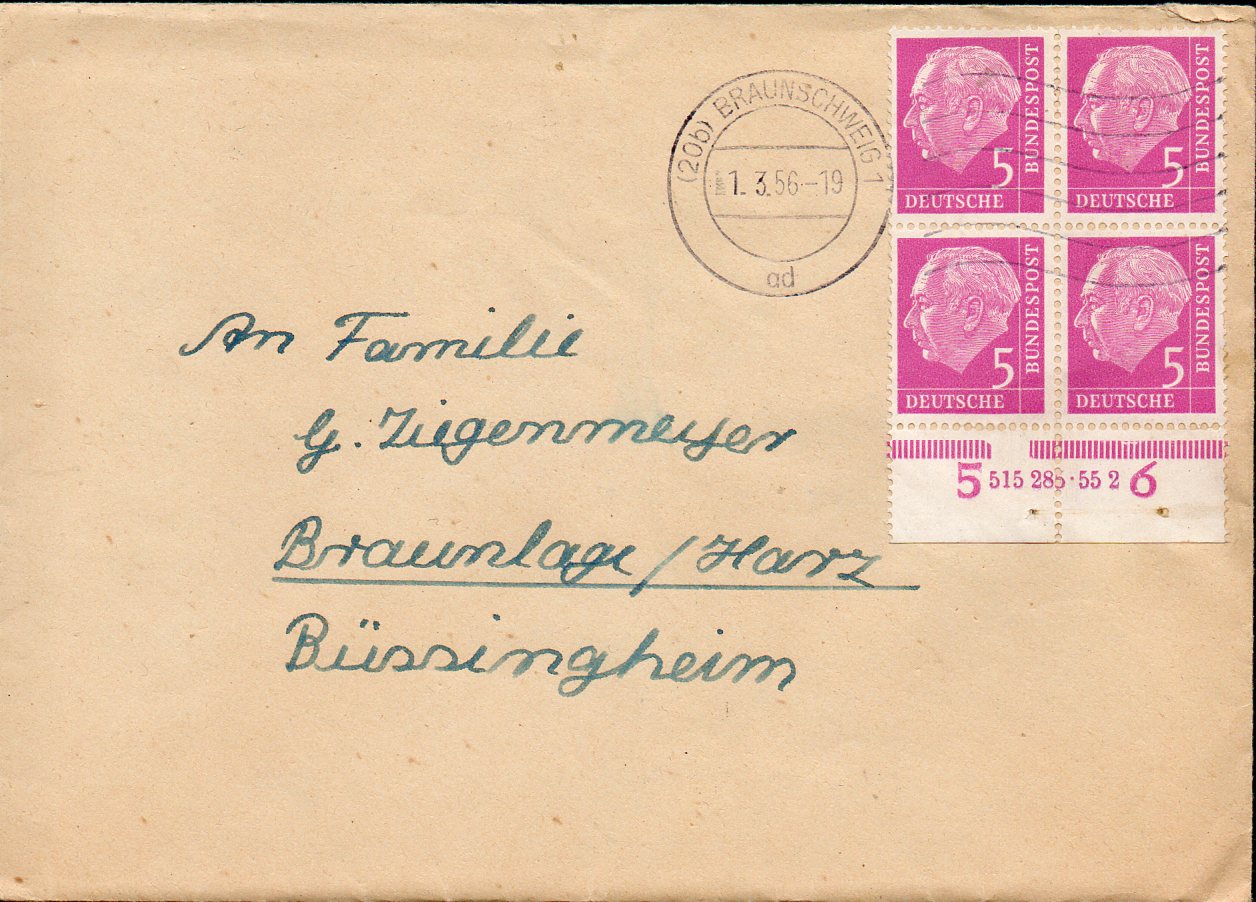 (20b) BRAUNSCHWEIG 1
1. 3.56-19
ad
5 DEUTSCHE BUNDESPOST
5 DEUTSCHE BUNDESPOST
5 DEUTSCHE BUNDESPOST
5 DEUTSCHE BUNDESPOST
5 515 285·55 2 6
An Familie
G. Ziegenmeyer
Braunlage / Harz
Büssingheim